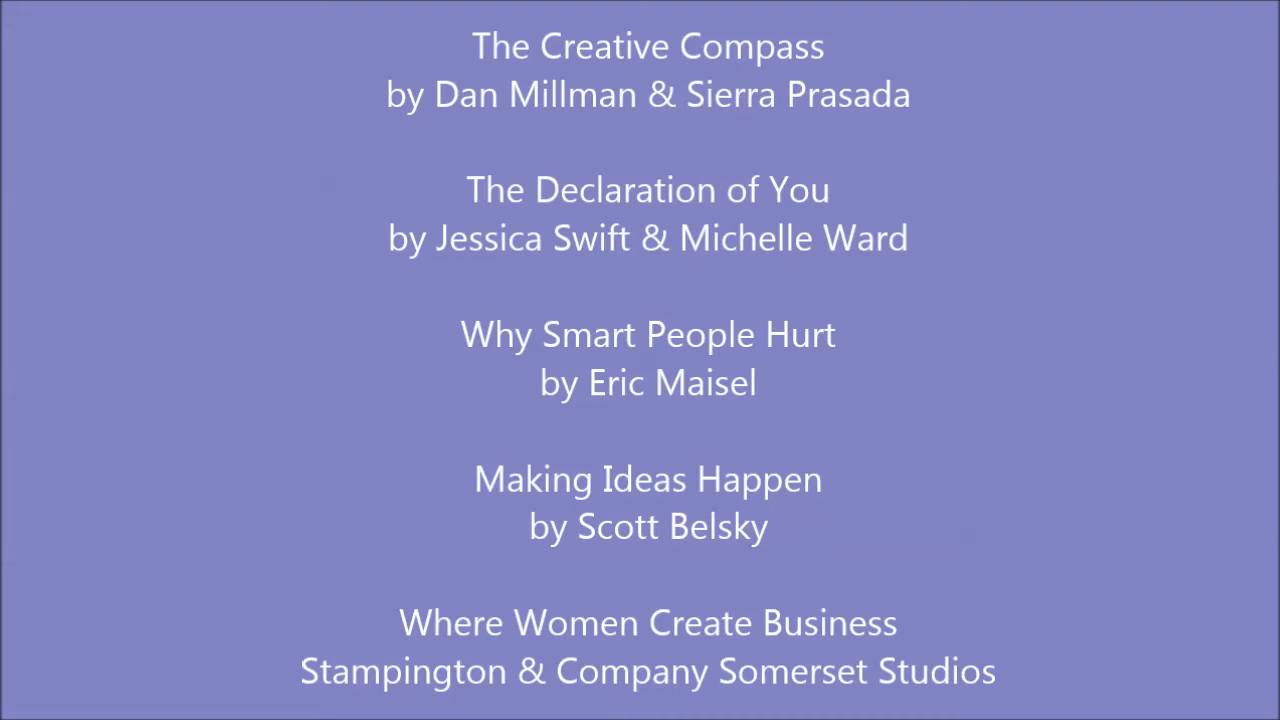 The Creative Compass
by Dan Millman & Sierra Prasada
The Declaration of You
by Jessica Swift & Michelle Ward
Why Smart People Hurt
by Eric Maisel
Making Ideas Happen
by Scott Belsky
Where Women Create Business
Stampington & Company Somerset Studios